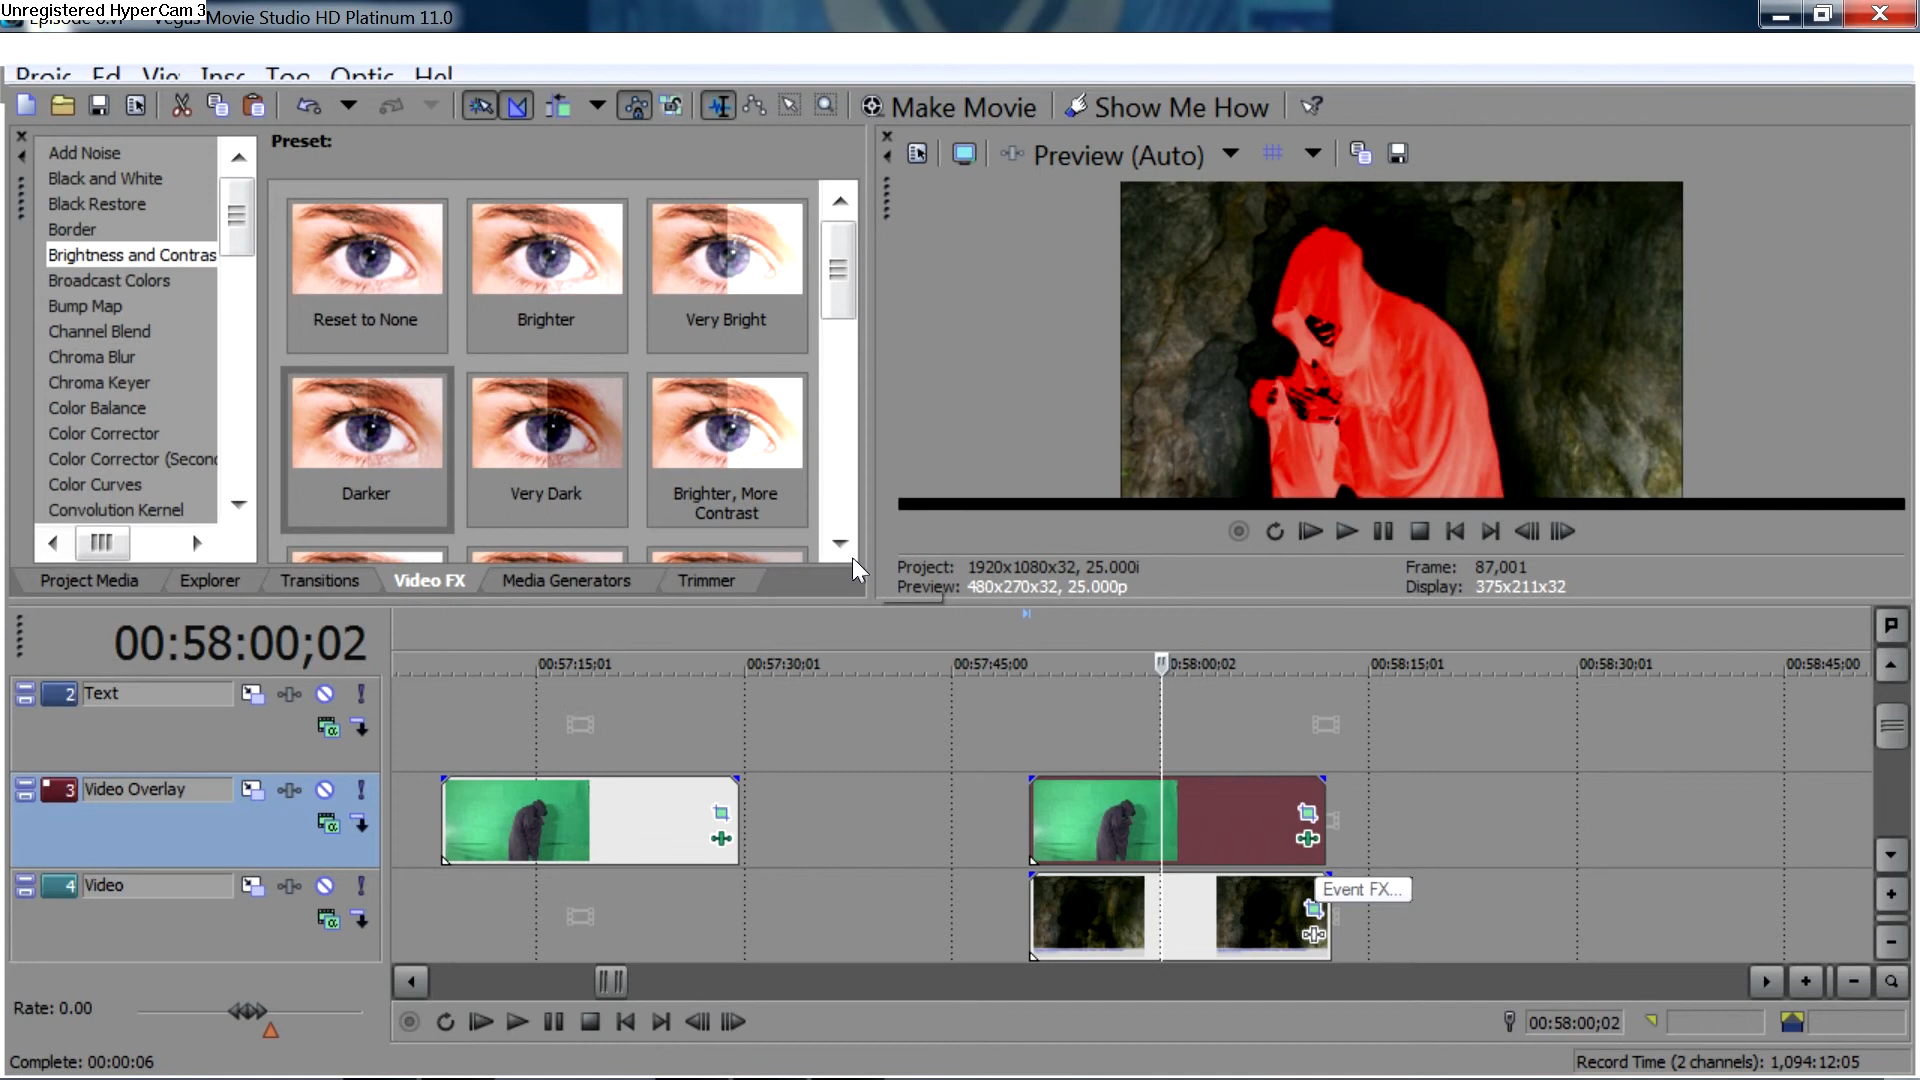 Unregistered HyperCam 3
Vegas Movie Studio HD Platinum 11.0
Make Movie
Show Me How
Preset:
Add Noise
Black and White
Black Restore
Border
Brightness and Contras
Broadcast Colors
Bump Map
Channel Blend
Chroma Blur
Chroma Keyer
Color Balance
Color Corrector
Color Corrector (Second
Color Curves
Convolution Kernel
Reset to None
Brighter
Very Bright
Darker
Very Dark
Brighter, More
Contrast
Project Media
Explorer
Transitions
Video FX
Media Generators
Trimmer
Preview (Auto)
Project: 1920x1080x32, 25.000i
Preview: 480x270x32, 25.000p
Frame: 87,001
Display: 375x211x32
00:58:00;02
00:57:15;01
00:57:30;01
00:57:45;00
0:58:00;02
00:58:15;01
00:58:30;01
00:58:45;00
2 Text
3 Video Overlay
4 Video
Event FX...
Rate: 0.00
00:58:00;02
Complete: 00:00:06
Record Time (2 channels): 1,094:12:05